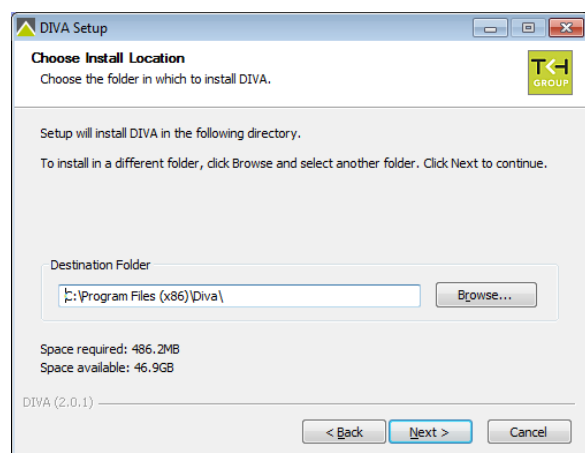 DIVA Setup
Choose Install Location
Choose the folder in which to install DIVA.
TKH
GROUP
Setup will install DIVA in the following directory.
To install in a different folder, click Browse and select another folder. Click Next to continue.
Destination Folder
C:\Program Files (x86)\Diva\
Browse...
Space required: 486.2MB
Space available: 46.9GB
DIVA (2.0.1)
< Back
Next >
Cancel